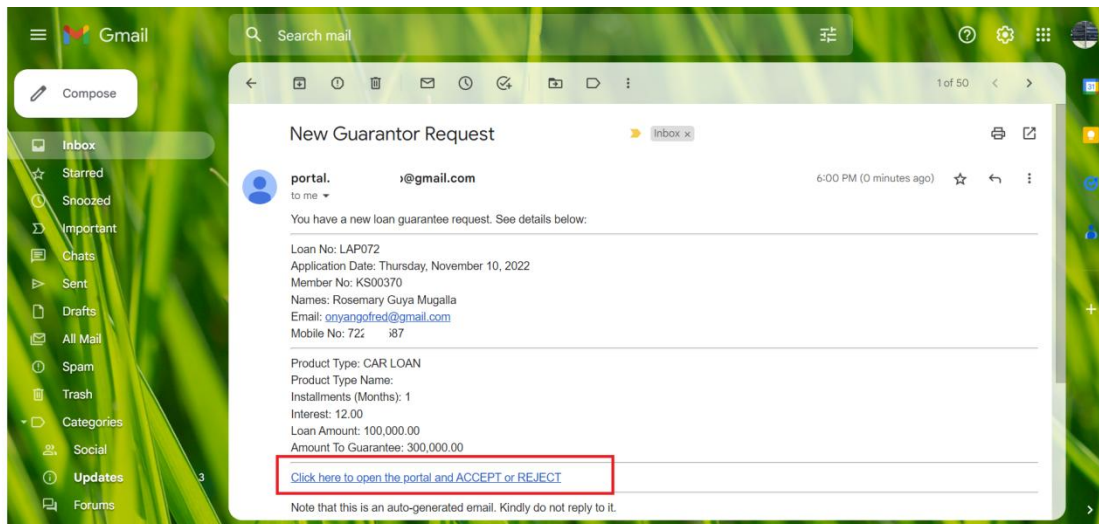 Gmail
Search mail
Compose
1 of 50
Inbox
Starred
Snoozed
Important
Chats
Sent
Drafts
All Mail
Spam
Trash
Categories
Social
Updates 3
Forums
New Guarantor Request
Inbox x
portal. @gmail.com
6:00 PM (0 minutes ago)
to me
You have a new loan guarantee request. See details below:
Loan No: LAP072
Application Date: Thursday, November 10, 2022
Member No: KS00370
Names: Rosemary Guya Mugalla
Email: onyangofred@gmail.com
Mobile No: 722 587
Product Type: CAR LOAN
Product Type Name:
Installments (Months): 1
Interest: 12.00
Loan Amount: 100,000.00
Amount To Guarantee: 300,000.00
Click here to open the portal and ACCEPT or REJECT
Note that this is an auto-generated email. Kindly do not reply to it.
31